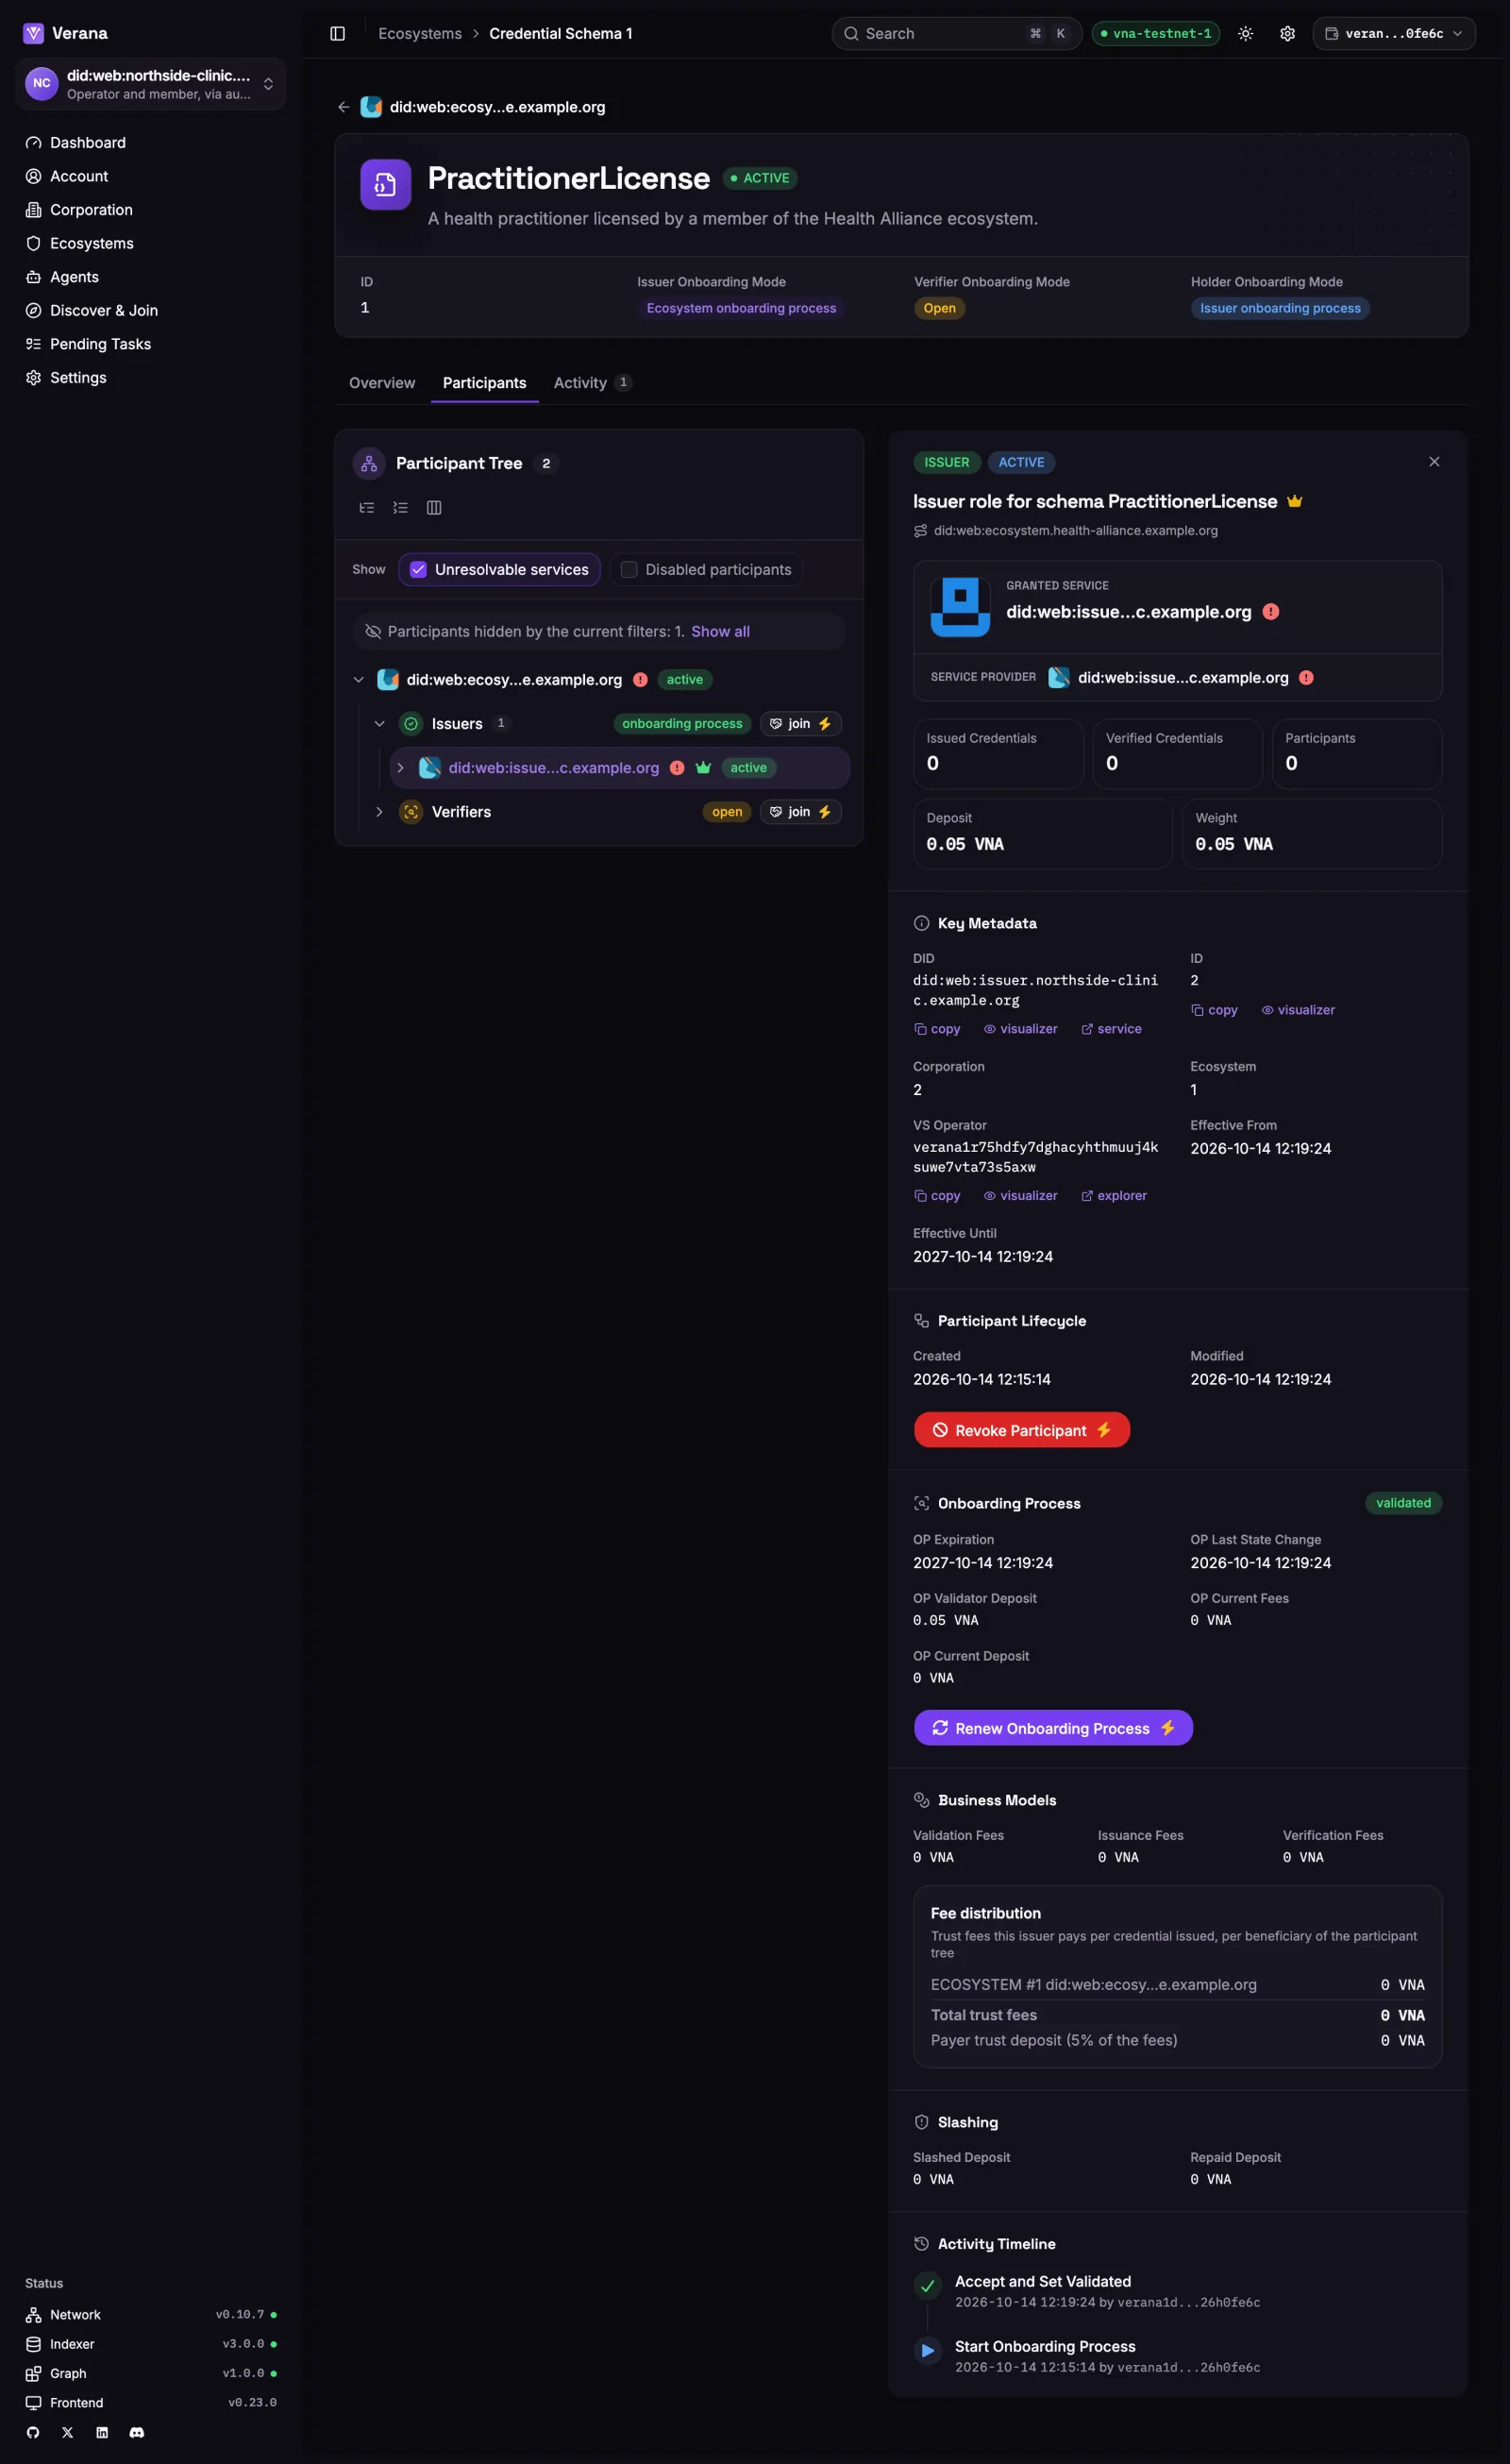 Verana
NC
did:web:northside-clinic....
Operator and member, via au...
Dashboard
Account
Corporation
Ecosystems
Agents
Discover & Join
Pending Tasks
Settings
Ecosystems > Credential Schema 1
Search ⌘ K
vna-testnet-1
veran...0fe6c
did:web:ecosy...e.example.org
PractitionerLicense
ACTIVE
A health practitioner licensed by a member of the Health Alliance ecosystem.
ID
1
Issuer Onboarding Mode
Ecosystem onboarding process
Verifier Onboarding Mode
Open
Holder Onboarding Mode
Issuer onboarding process
Overview
Participants
Activity 1
Participant Tree 2
Show
Unresolvable services
Disabled participants
Participants hidden by the current filters: 1. Show all
did:web:ecosy...e.example.org active
Issuers 1 onboarding process join
did:web:issue...c.example.org active
Verifiers open join
ISSUER ACTIVE
Issuer role for schema PractitionerLicense
did:web:ecosystem.health-alliance.example.org
GRANTED SERVICE
did:web:issue...c.example.org
SERVICE PROVIDER did:web:issue...c.example.org
Issued Credentials
0
Verified Credentials
0
Participants
0
Deposit
0.05 VNA
Weight
0.05 VNA
Key Metadata
DID
did:web:issuer.northside-clini
c.example.org
copy visualizer service
ID
2
copy visualizer
Corporation
2
Ecosystem
1
VS Operator
verana1r75hdfy7dghacyhthmuuj4k
suwe7vta73s5axw
copy visualizer explorer
Effective From
2026-10-14 12:19:24
Effective Until
2027-10-14 12:19:24
Participant Lifecycle
Created
2026-10-14 12:15:14
Modified
2026-10-14 12:19:24
Revoke Participant
Onboarding Process
validated
OP Expiration
2027-10-14 12:19:24
OP Last State Change
2026-10-14 12:19:24
OP Validator Deposit
0.05 VNA
OP Current Fees
0 VNA
OP Current Deposit
0 VNA
Renew Onboarding Process
Business Models
Validation Fees
0 VNA
Issuance Fees
0 VNA
Verification Fees
0 VNA
Fee distribution
Trust fees this issuer pays per credential issued, per beneficiary of the participant
tree
ECOSYSTEM #1 did:web:ecosy...e.example.org 0 VNA
Total trust fees 0 VNA
Payer trust deposit (5% of the fees) 0 VNA
Slashing
Slashed Deposit
0 VNA
Repaid Deposit
0 VNA
Activity Timeline
Accept and Set Validated
2026-10-14 12:19:24 by verana1d...26h0fe6c
Start Onboarding Process
2026-10-14 12:15:14 by verana1d...26h0fe6c
Status
Network v0.10.7
Indexer v3.0.0
Graph v1.0.0
Frontend v0.23.0